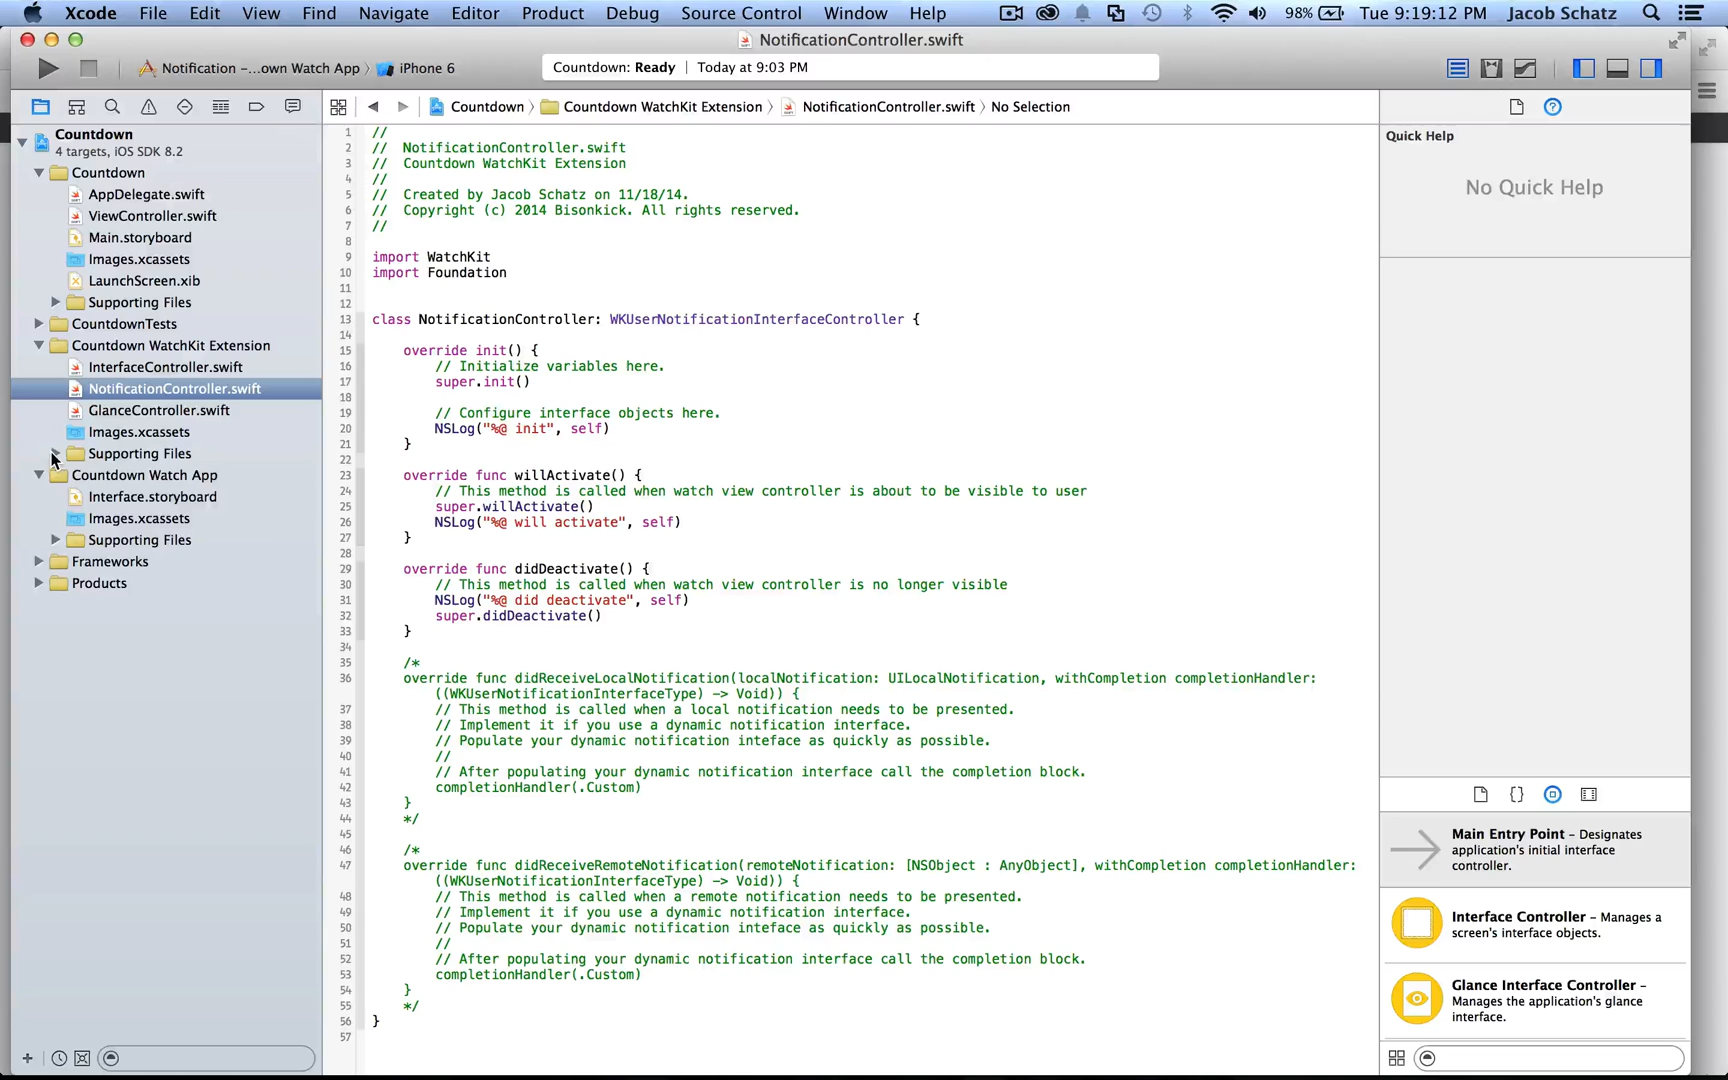 Xcode File Edit View Find Navigate Editor Product Debug Source Control Window Help 98% Tue 9:19:12 PM Jacob Schatz
NotificationController.swift
Notification -...own Watch App iPhone 6 Countdown: Ready Today at 9:03 PM
Countdown Countdown WatchKit Extension NotificationController.swift No Selection
Countdown
4 targets, iOS SDK 8.2
Countdown
AppDelegate.swift
ViewController.swift
Main.storyboard
Images.xcassets
LaunchScreen.xib
Supporting Files
CountdownTests
Countdown WatchKit Extension
InterfaceController.swift
NotificationController.swift
GlanceController.swift
Images.xcassets
Supporting Files
Countdown Watch App
Interface.storyboard
Images.xcassets
Supporting Files
Frameworks
Products
1 //
2 // NotificationController.swift
3 // Countdown WatchKit Extension
4 //
5 // Created by Jacob Schatz on 11/18/14.
6 // Copyright (c) 2014 Bisonkick. All rights reserved.
7 //
8
9 import WatchKit
10 import Foundation
11
12
13 class NotificationController: WKUserNotificationInterfaceController {
14
15 override init() {
16 // Initialize variables here.
17 super.init()
18
19 // Configure interface objects here.
20 NSLog("%@ init", self)
21 }
22
23 override func willActivate() {
24 // This method is called when watch view controller is about to be visible to user
25 super.willActivate()
26 NSLog("%@ will activate", self)
27 }
28
29 override func didDeactivate() {
30 // This method is called when watch view controller is no longer visible
31 NSLog("%@ did deactivate", self)
32 super.didDeactivate()
33 }
34
35 /*
36 override func didReceiveLocalNotification(localNotification: UILocalNotification, withCompletion completionHandler:
((WKUserNotificationInterfaceType) -> Void)) {
37 // This method is called when a local notification needs to be presented.
38 // Implement it if you use a dynamic notification interface.
39 // Populate your dynamic notification inteface as quickly as possible.
40 //
41 // After populating your dynamic notification interface call the completion block.
42 completionHandler(.Custom)
43 }
44 */
45
46 /*
47 override func didReceiveRemoteNotification(remoteNotification: [NSObject : AnyObject], withCompletion completionHandler:
((WKUserNotificationInterfaceType) -> Void)) {
48 // This method is called when a remote notification needs to be presented.
49 // Implement it if you use a dynamic notification interface.
50 // Populate your dynamic notification inteface as quickly as possible.
51 //
52 // After populating your dynamic notification interface call the completion block.
53 completionHandler(.Custom)
54 }
55 */
56 }
57
Quick Help
No Quick Help
Main Entry Point – Designates
application's initial interface
controller.
Interface Controller – Manages a
screen's interface objects.
Glance Interface Controller –
Manages the application's glance
interface.